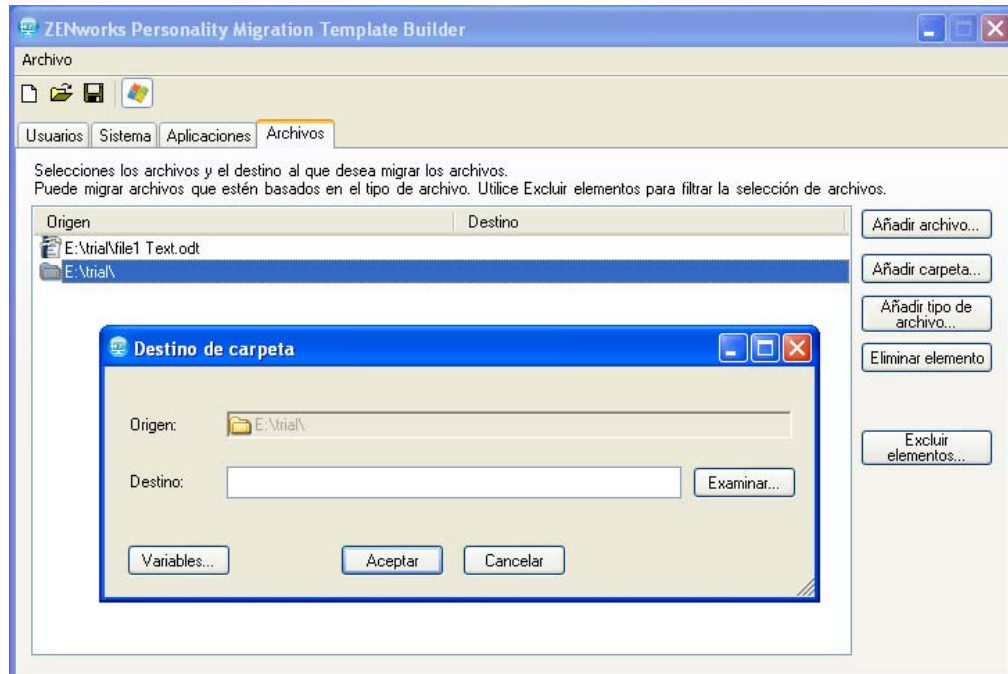 ZENworks Personality Migration Template Builder
Archivo
Usuarios Sistema Aplicaciones Archivos
Selecciones los archivos y el destino al que desea migrar los archivos.
Puede migrar archivos que estén basados en el tipo de archivo. Utilice Excluir elementos para filtrar la selección de archivos.
Origen Destino
E:\trial\file1 Text.odt
E:\trial\
Añadir archivo...
Añadir carpeta...
Añadir tipo de
archivo...
Eliminar elemento
Excluir
elementos...
Destino de carpeta
Origen: E:\trial\
Destino: Examinar...
Variables... Aceptar Cancelar